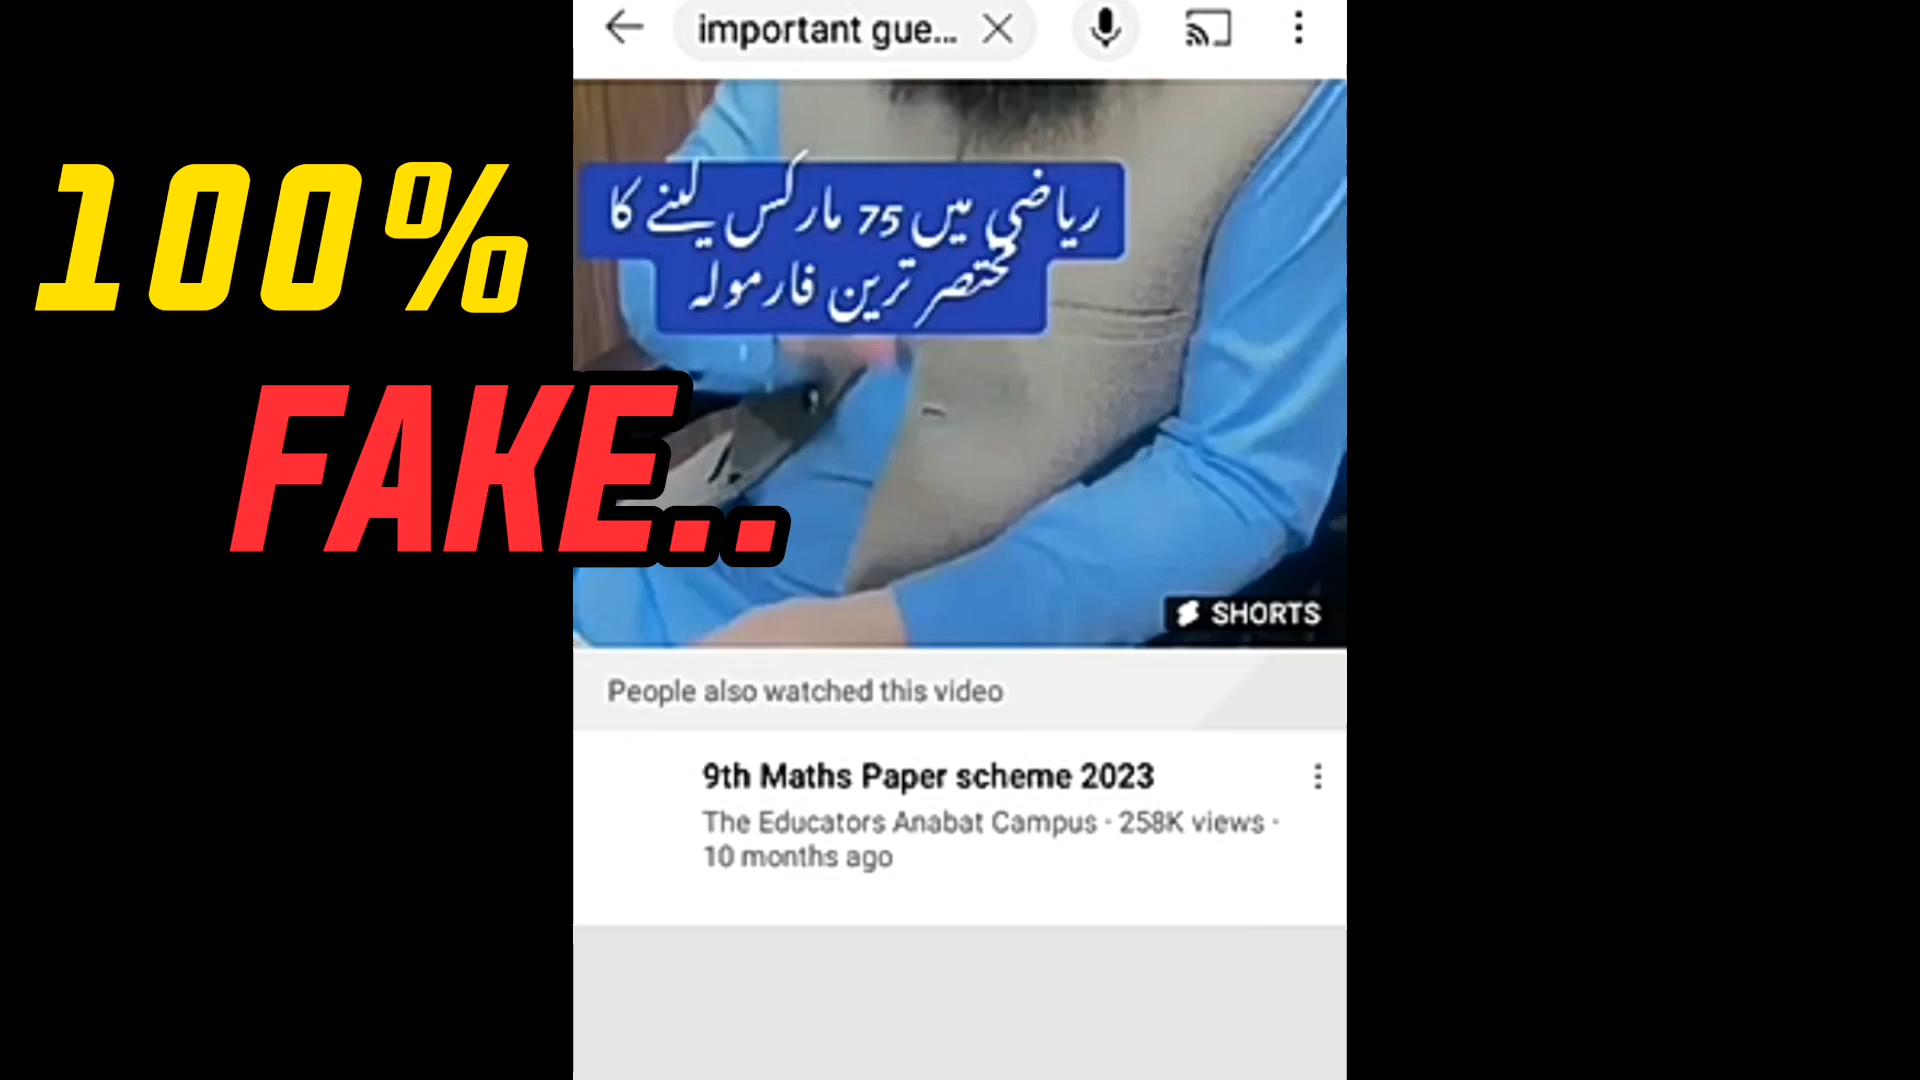 important gue...
100%
FAKE..
ریاضی میں 75 مارکس لینے کا
مختصر ترین فارمولہ
SHORTS
People also watched this video
9th Maths Paper scheme 2023
The Educators Anabat Campus · 258K views ·
10 months ago